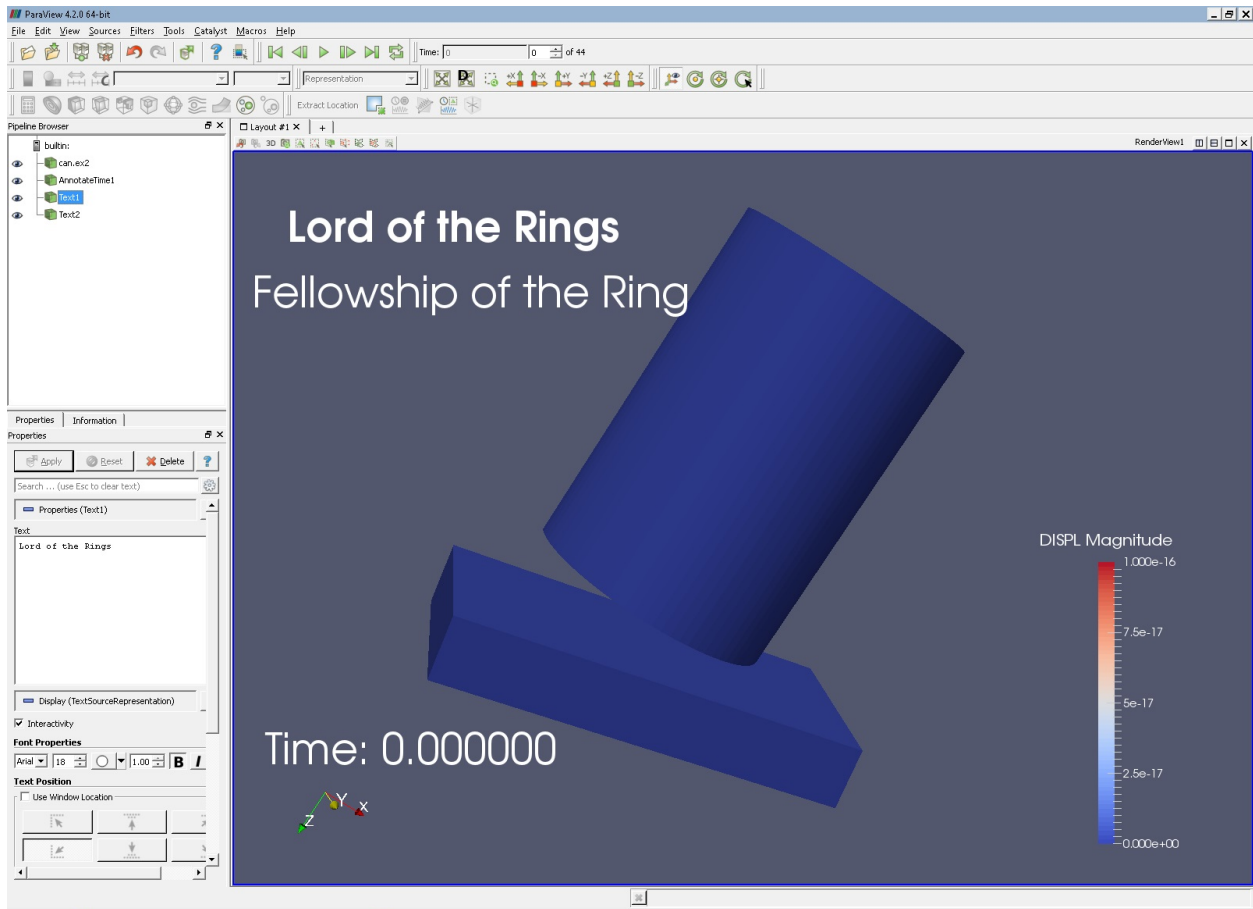 ParaView 4.2.0 64-bit
File Edit View Sources Filters Tools Catalyst Macros Help
Time: 0 0 of 44
Representation
Extract Location
Pipeline Browser
Layout #1
+
3D
RenderView1
builtin:
can.ex2
AnnotateTime1
Text1
Text2
Lord of the Rings
Fellowship of the Ring
Properties Information
Properties
Apply Reset Delete ?
Search ... (use Esc to clear text)
Properties (Text1)
Text
Lord of the Rings
Display (TextSourceRepresentation)
Interactivity
Font Properties
Arial 18 1.00 B I
Text Position
Use Window Location
DISPL Magnitude
1.000e-16
7.5e-17
5e-17
2.5e-17
0.000e+00
Time: 0.000000
Y
X
Z